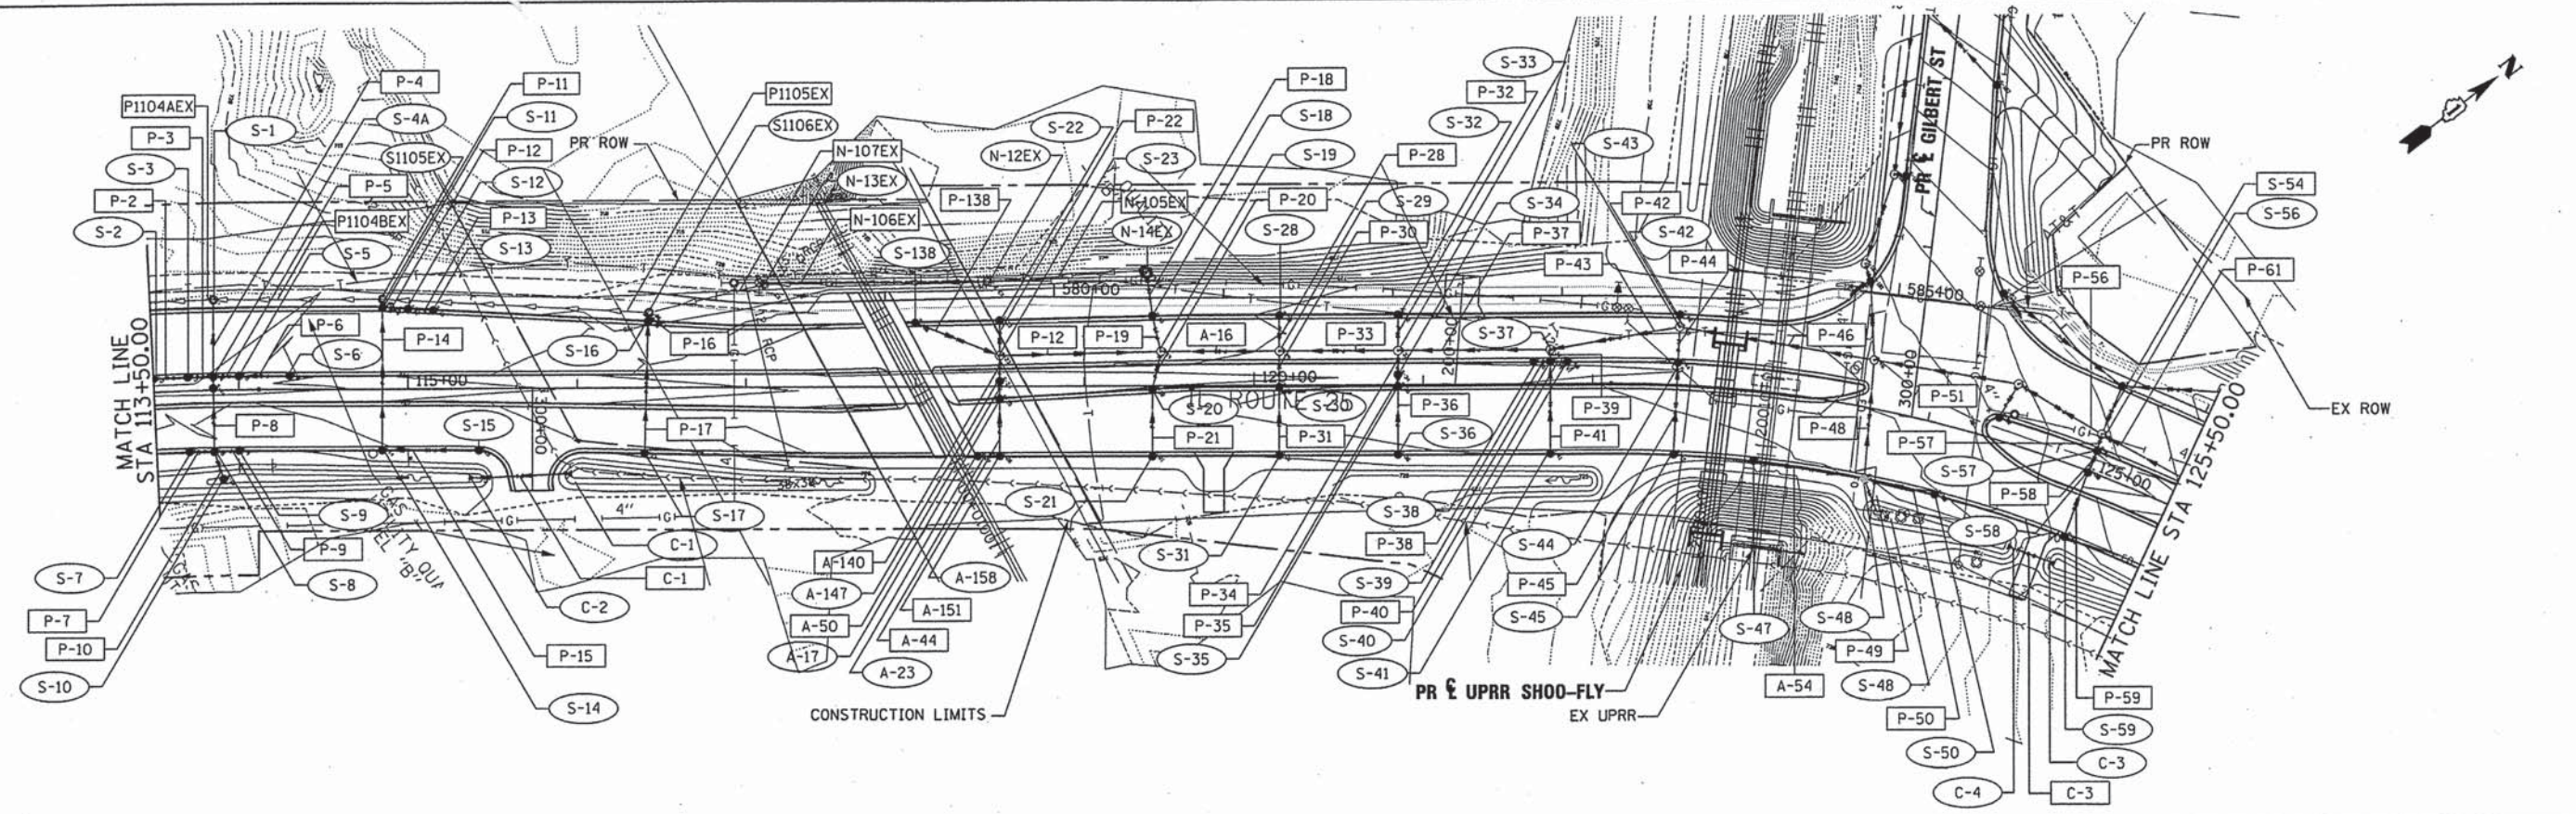 P-4
P-11
P1104AEX
P-3
S-1
S-4A
S-11
P1105EX
S1106EX
S-3
P-2
S-2
S1105EX
P-12
PR ROW
P-5
S-12
P1104BEX
P-13
S-5
S-13
N-107EX
N-13EX
N-106EX
S-138
P-138
N-12EX
S-22
P-22
S-23
N-105EX
N-14EX
P-18
S-18
S-19
P-20
S-28
P-28
S-29
P-30
S-33
P-32
S-32
S-34
P-37
S-43
P-42
S-42
P-43
P-44
PR ℄ GILBERT ST
PR ROW
S-54
S-56
P-56
P-61
N
580+00
585+00
MATCH LINE
STA 113+50.00
P-6
S-6
P-14
S-16
P-16
RCP
P-12
P-19
A-16
P-33
S-37
P-46
115+00
120+00
200+00
300+00
300+00
P-51
4"
EX ROW
P-8
S-15
P-17
S-20
ROUTE 25
S-30
P-21
P-31
P-36
S-36
P-39
P-41
P-48
P-57
S-57
P-58
125+00
MATCH LINE STA 125+50.00
S-9
P-9
S-8
4"
S-17
C-1
C-1
C-2
S-21
S-31
S-38
P-38
S-39
P-40
S-40
S-41
S-44
P-45
S-45
S-58
S-7
P-7
P-10
S-10
P-15
S-14
A-140
A-147
A-50
A-17
A-158
A-151
A-44
A-23
CONSTRUCTION LIMITS
P-34
P-35
S-35
PR ℄ UPRR SHOO-FLY
EX UPRR
S-47
A-54
S-48
P-49
S-48
P-50
S-50
C-4
C-3
C-3
S-59
P-59